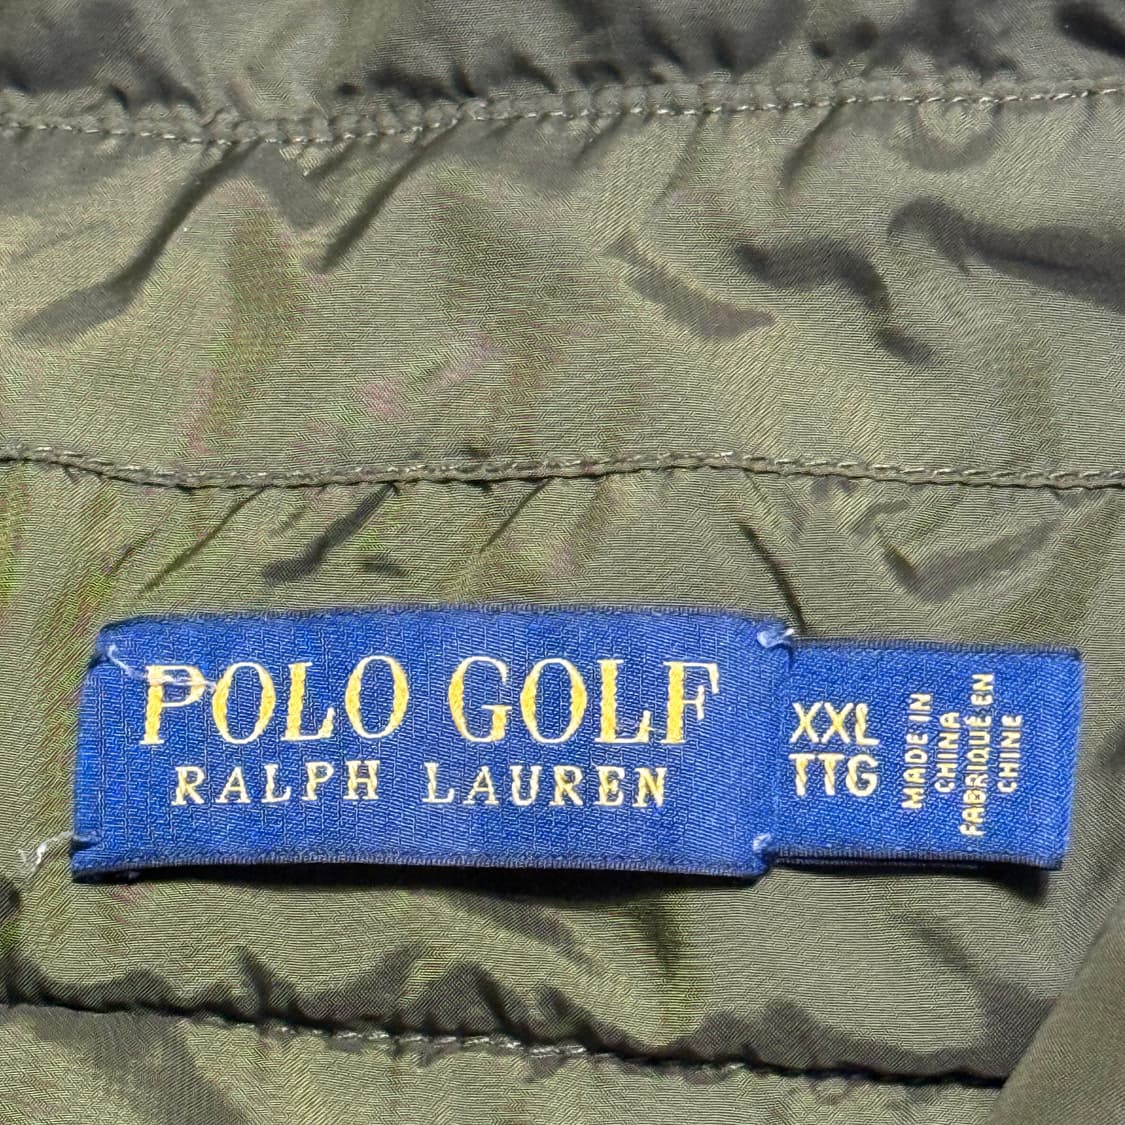 POLO GOLF
RALPH LAUREN
XXL
TTG
MADE IN
CHINA
FABRIQUÉ EN
CHINE